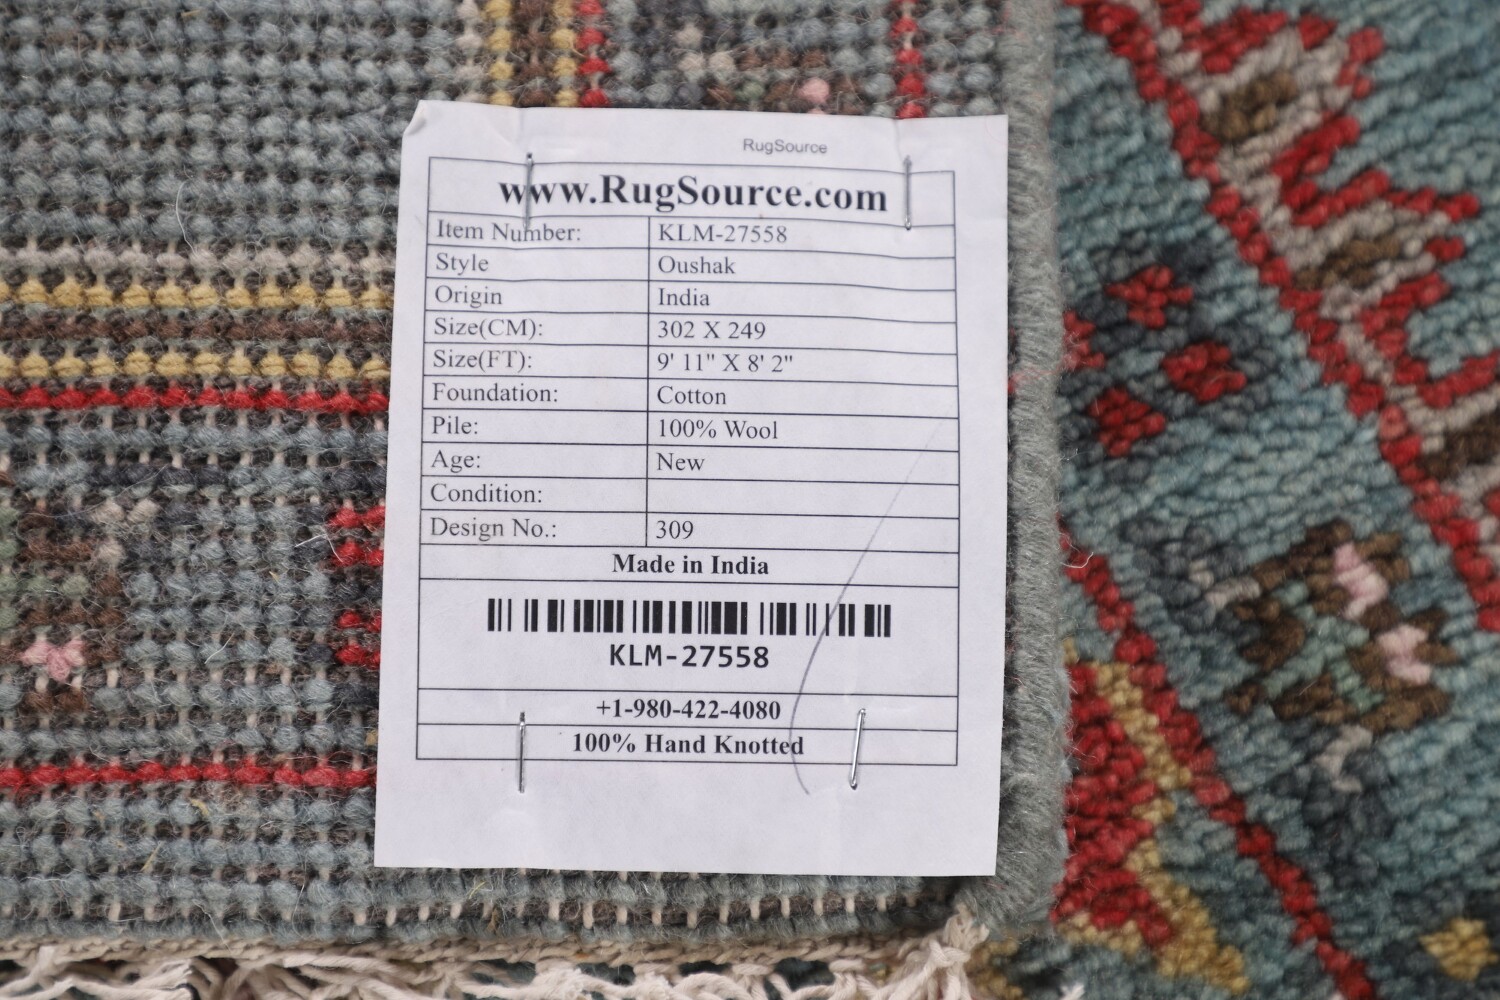 RugSource
www.RugSource.com
Item Number: KLM-27558
Style Oushak
Origin India
Size(CM): 302 X 249
Size(FT): 9' 11" X 8' 2"
Foundation: Cotton
Pile: 100% Wool
Age: New
Condition:
Design No.: 309
Made in India
KLM-27558
+1-980-422-4080
100% Hand Knotted